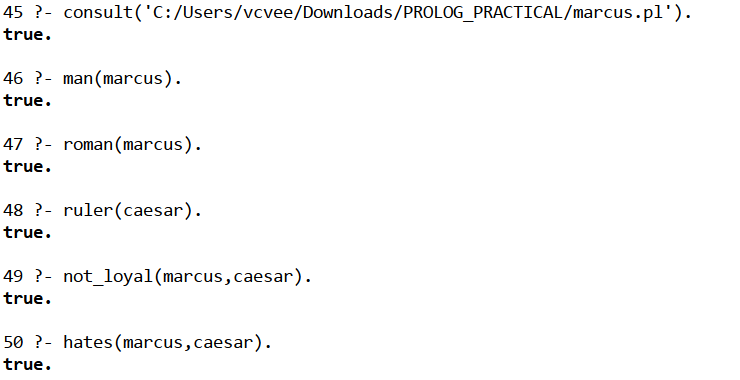 45 ?- consult('C:/Users/vcvee/Downloads/PROLOG_PRACTICAL/marcus.pl').
true.
46 ?- man(marcus).
true.
47 ?- roman(marcus).
true.
48 ?- ruler(caesar).
true.
49 ?- not_loyal(marcus,caesar).
true.
50 ?- hates(marcus,caesar).
true.